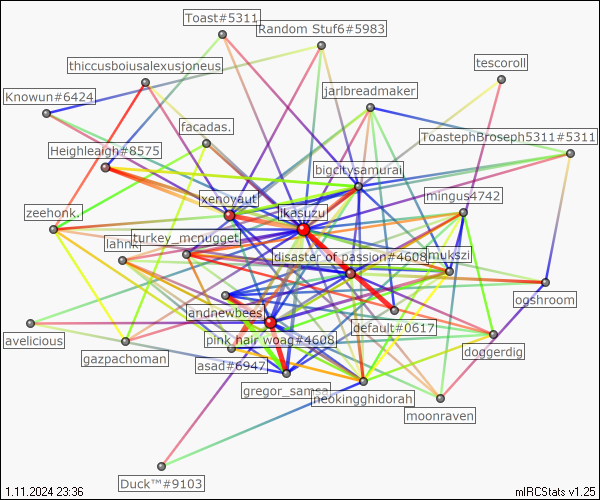 Toast#5311
Random Stuf6#5983
tescoroll
thiccusboiusalexusjoneus
jarlbreadmaker
Knowun#6424
facadas.
ToastephBroseph5311#5311
Heighleaigh#8575
bigcitysamurai
mingus4742
xenoyaut
ikasuzu
zeehonk.
lahnk
turkey_mcnugget
disaster of passion#4608
mukszi
ogshroom
andnewbees
default#0617
avelicious
pink hair woag#4608
doggerdig
gazpachoman
asad#6947
gregor_samsa
neokingghidorah
moonraven
Duck™#9103
1.11.2024 23:36
mIRCStats v1.25